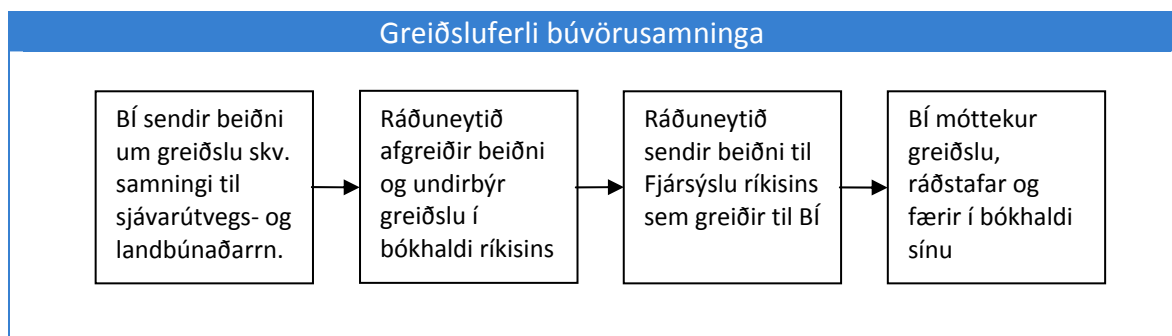 Greiðsluferli búvörusamninga
BÍ sendir beiðni
um greiðslu skv.
samningi til
sjávarútvegs- og
landbúnaðarrn.
Ráðuneytið
afgreiðir beiðni
og undirbýr
greiðslu í
bókhaldi ríkisins
Ráðuneytið
sendir beiðni til
Fjársýslu ríkisins
sem greiðir til BÍ
BÍ móttekur
greiðslu,
ráðstafar og
færir í bókhaldi
sínu